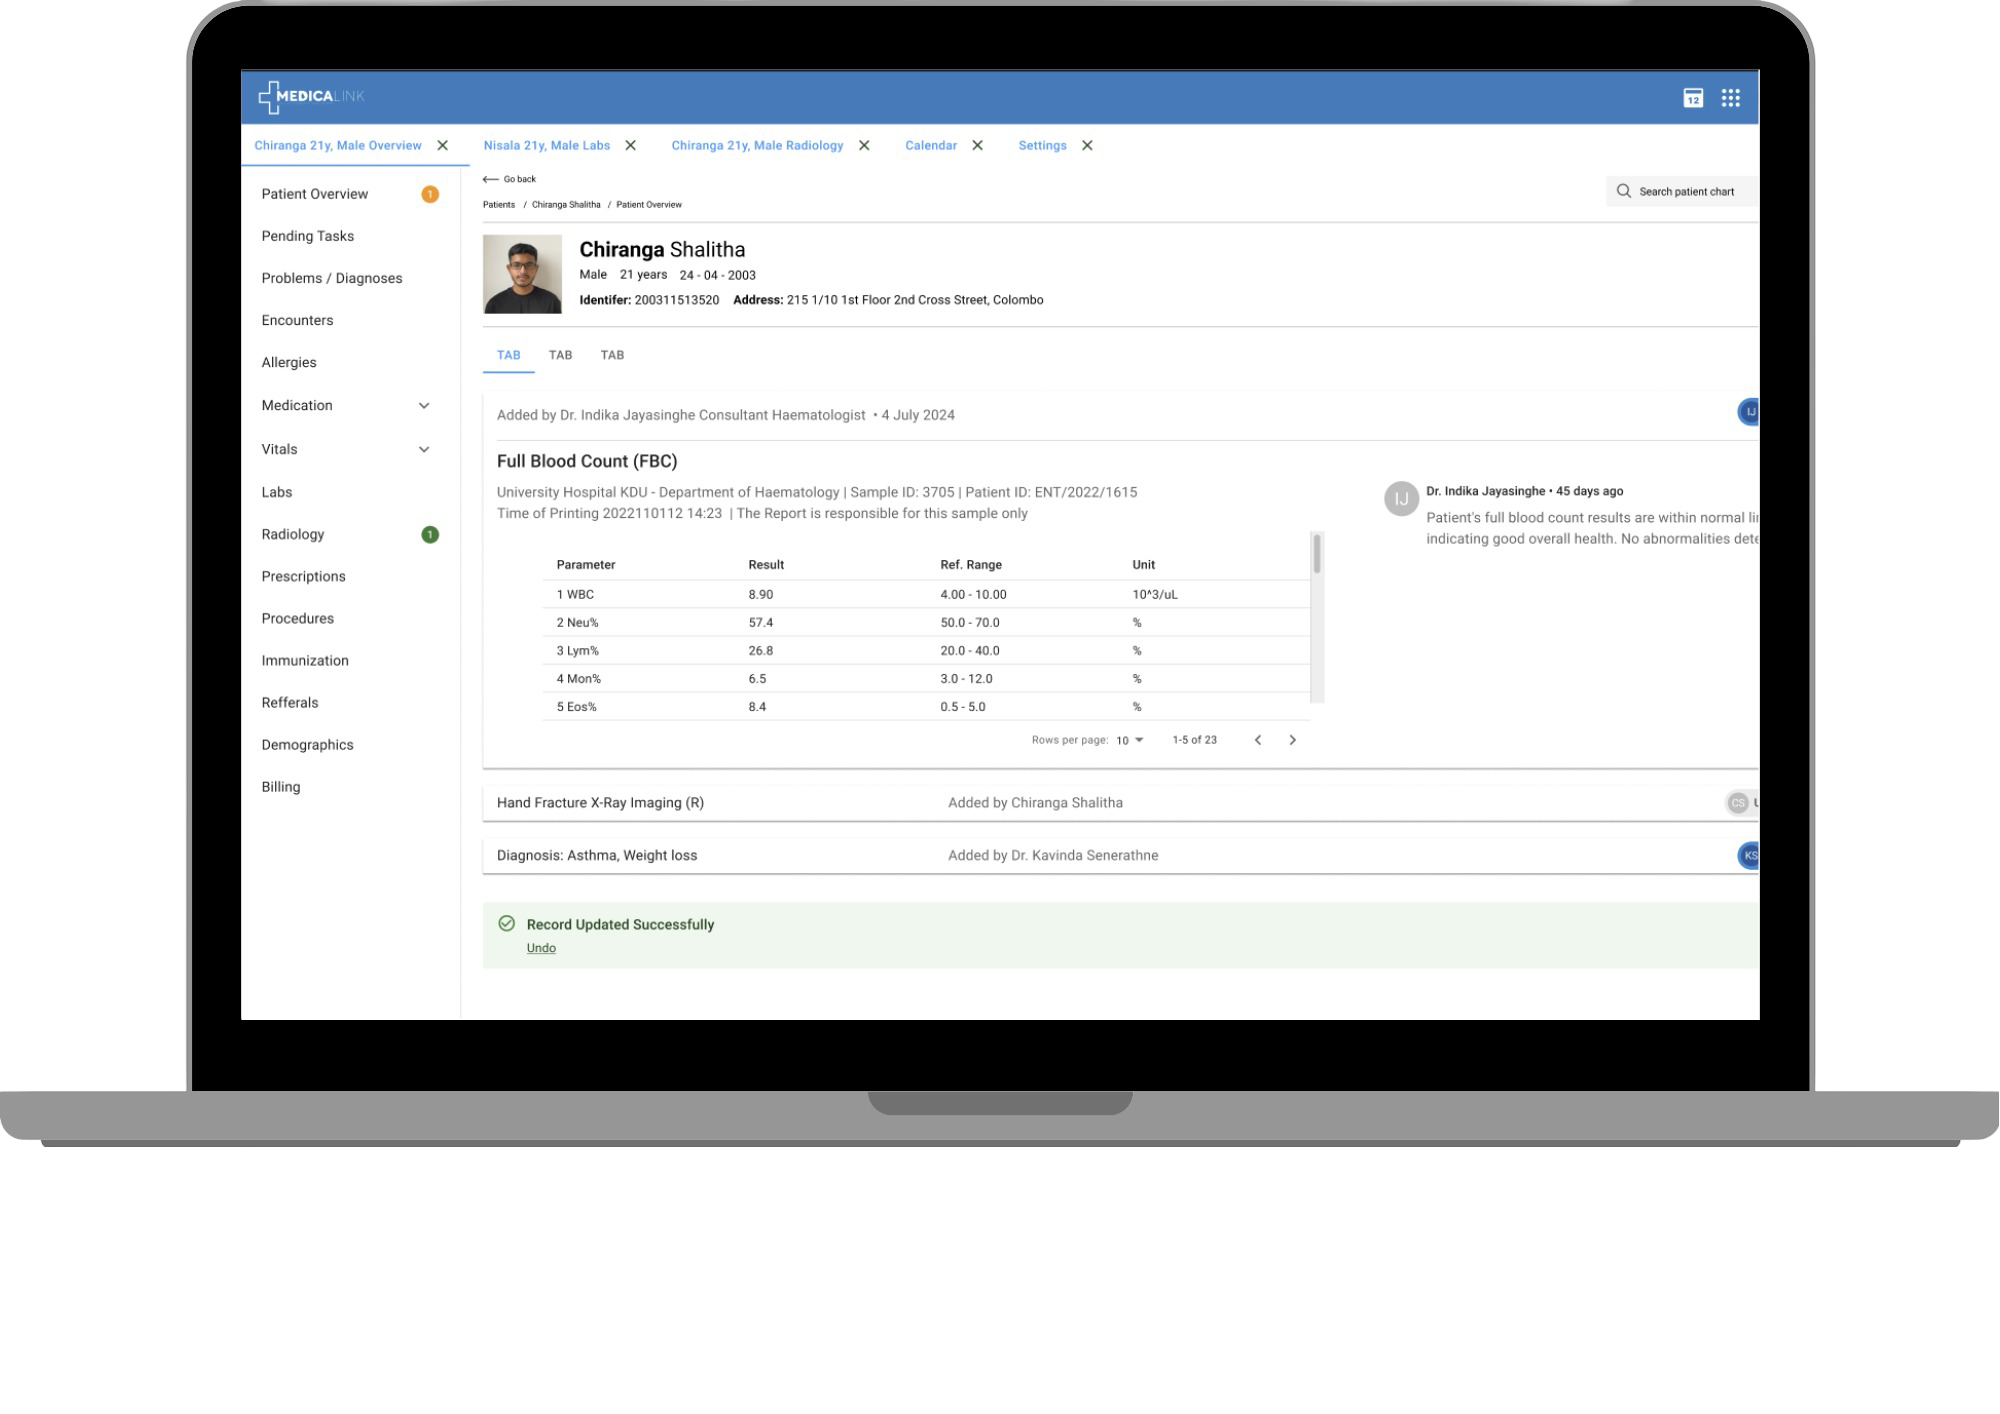 MEDICALINK
12
Chiranga 21y, Male Overview
Nisala 21y, Male Labs
Chiranga 21y, Male Radiology
Calendar
Settings
Patient Overview 1
Pending Tasks
Problems / Diagnoses
Encounters
Allergies
Medication
Vitals
Labs
Radiology 1
Prescriptions
Procedures
Immunization
Refferals
Demographics
Billing
Go back
Patients / Chiranga Shalitha / Patient Overview
Search patient chart
Chiranga Shalitha
Male 21 years 24 - 04 - 2003
Identifer: 200311513520 Address: 215 1/10 1st Floor 2nd Cross Street, Colombo
TAB TAB TAB
Added by Dr. Indika Jayasinghe Consultant Haematologist • 4 July 2024
IJ
Full Blood Count (FBC)
University Hospital KDU - Department of Haematology | Sample ID: 3705 | Patient ID: ENT/2022/1615
Time of Printing 2022110112 14:23 | The Report is responsible for this sample only
Parameter Result Ref. Range Unit
1 WBC 8.90 4.00 - 10.00 10^3/uL
2 Neu% 57.4 50.0 - 70.0 %
3 Lym% 26.8 20.0 - 40.0 %
4 Mon% 6.5 3.0 - 12.0 %
5 Eos% 8.4 0.5 - 5.0 %
Rows per page: 10 1-5 of 23
IJ
Dr. Indika Jayasinghe • 45 days ago
Patient's full blood count results are within normal
indicating good overall health. No abnormalities
Hand Fracture X-Ray Imaging (R) Added by Chiranga Shalitha CS
Diagnosis: Asthma, Weight loss Added by Dr. Kavinda Senerathne KS
Record Updated Successfully
Undo